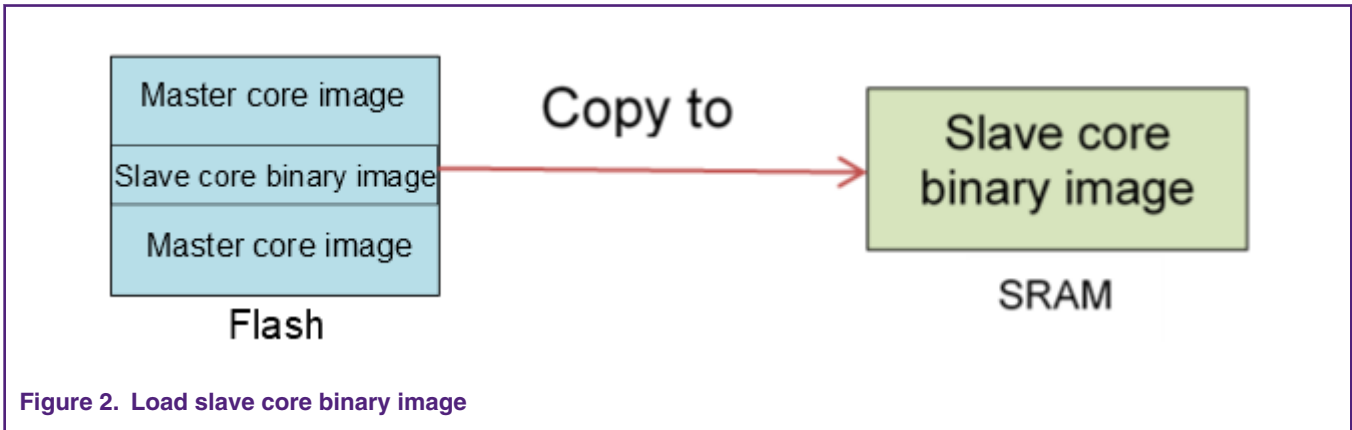 Master core image
Slave core binary image
Master core image
Flash
Copy to
Slave core
binary image
SRAM
Figure 2. Load slave core binary image